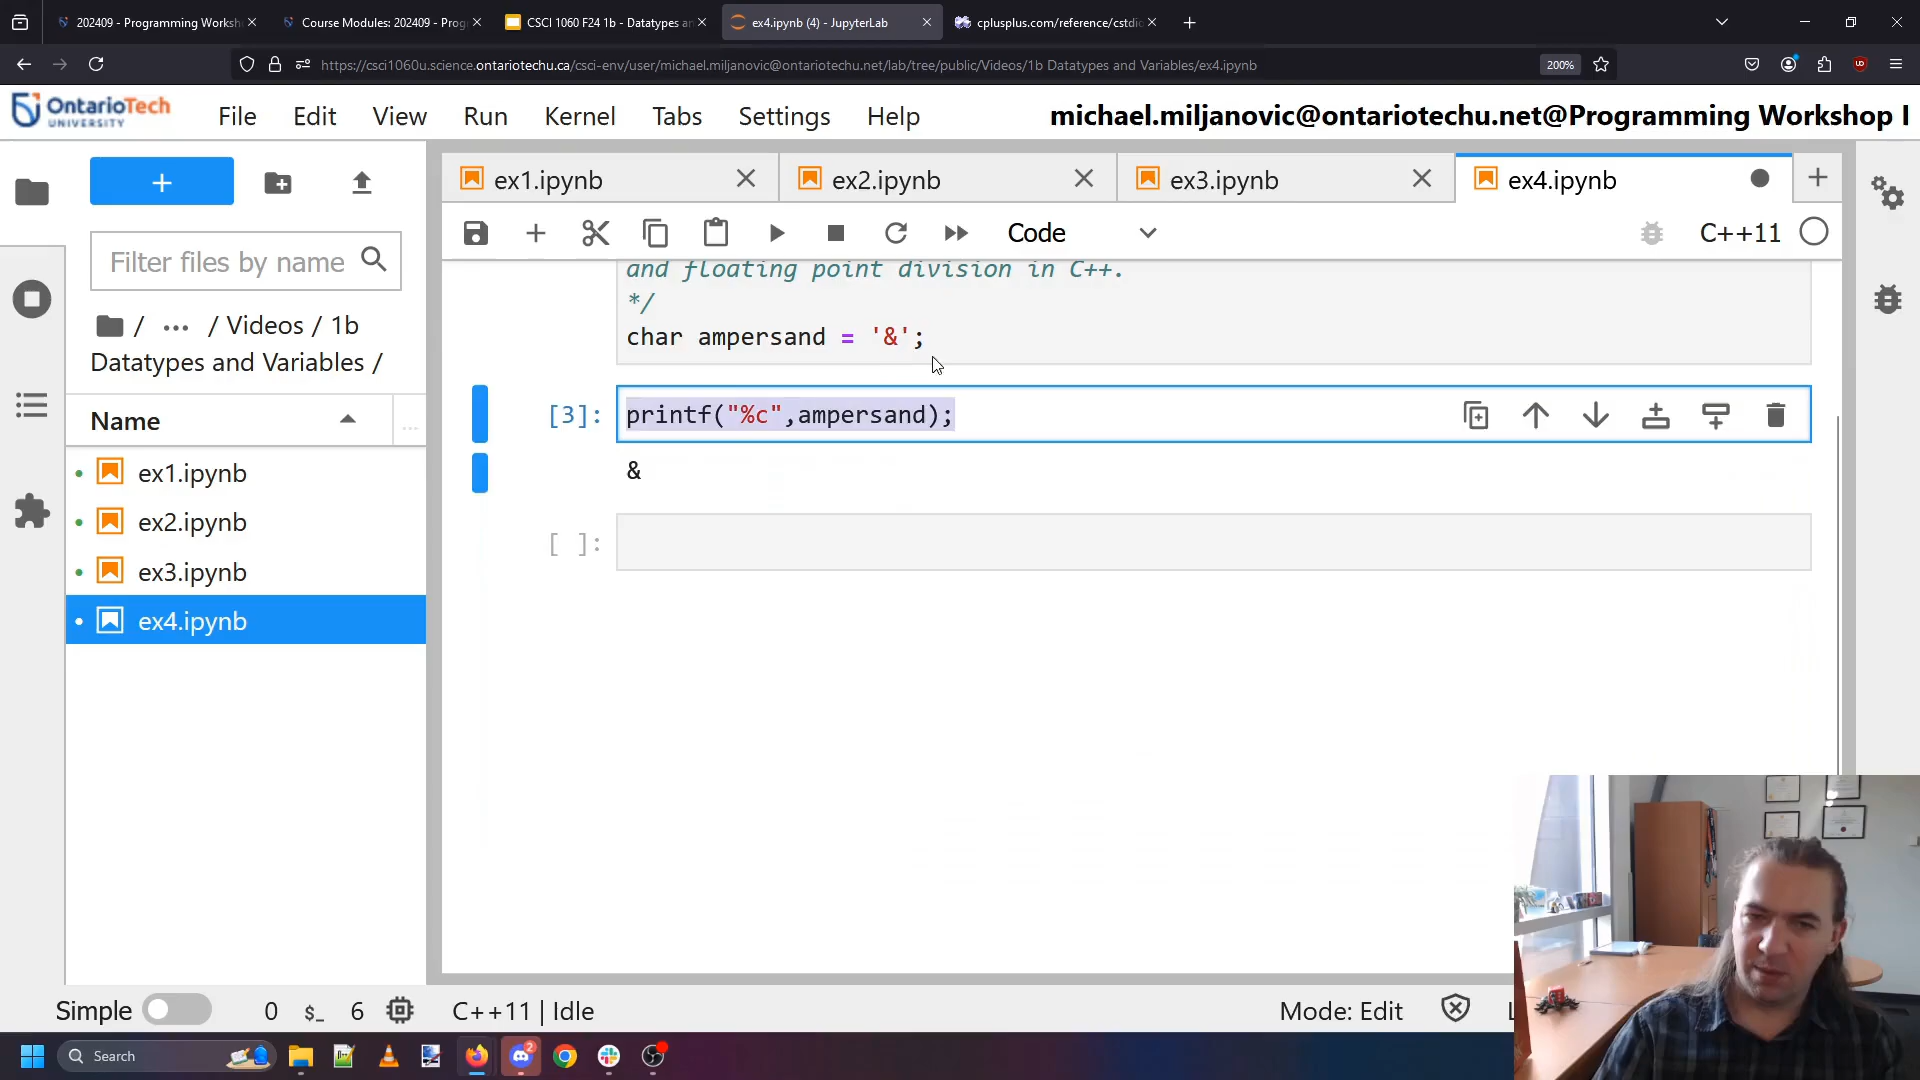 202409 - Programming Worksh
Course Modules: 202409 - Prog
CSCI 1060 F24 1b - Datatypes an
ex4.ipynb (4) - JupyterLab
cplusplus.com/reference/cstdio
https://csci1060u.science.ontariotechu.ca/csci-env/user/michael.miljanovic@ontariotechu.net/lab/tree/public/Videos/1b Datatypes and Variables/ex4.ipynb
200%
OntarioTech
UNIVERSITY
File Edit View Run Kernel Tabs Settings Help
michael.miljanovic@ontariotechu.net@Programming Workshop I
ex1.ipynb
ex2.ipynb
ex3.ipynb
ex4.ipynb
Code
C++11
Filter files by name
/ ... / Videos / 1b
Datatypes and Variables /
Name
ex1.ipynb
ex2.ipynb
ex3.ipynb
ex4.ipynb
and floating point division in C++.
*/
char ampersand = '&';
[3]: printf("%c",ampersand);
&
[ ]:
Simple
0 $_ 6
C++11 | Idle
Mode: Edit
Search
2